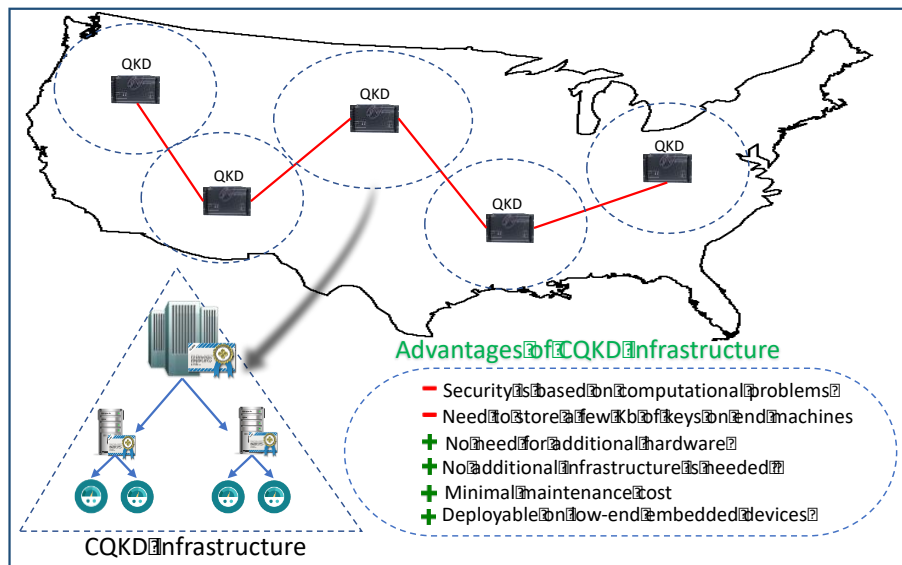 QKD
QKD
QKD
QKD
QKD
Advantages of CQKD Infrastructure
Security is based on computational problems
Need to store a few Kb of keys on end machines
No need for additional hardware
No additional infrastructure is needed
Minimal maintenance cost
Deployable on low-end embedded devices
CQKD Infrastructure